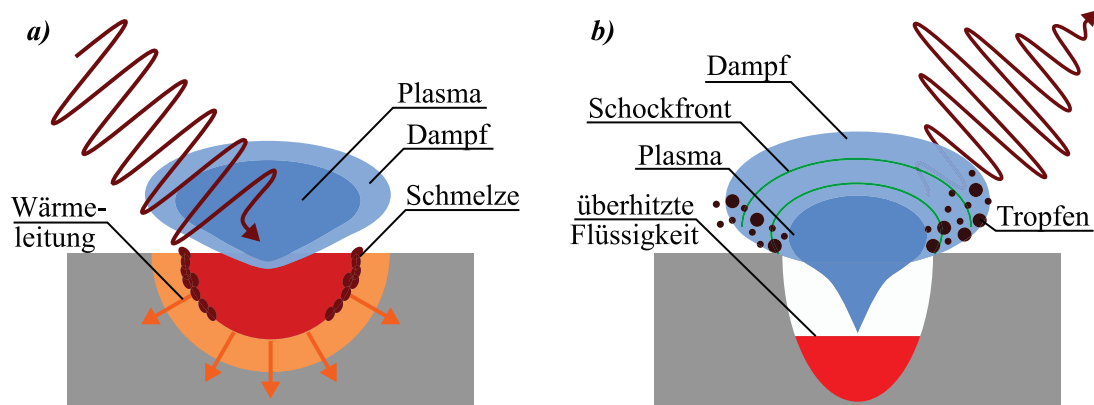 a)
Plasma
Dampf
Schmelze
Wärme-
leitung
b)
Dampf
Schockfront
Plasma
überhitzte
Flüssigkeit
Tropfen